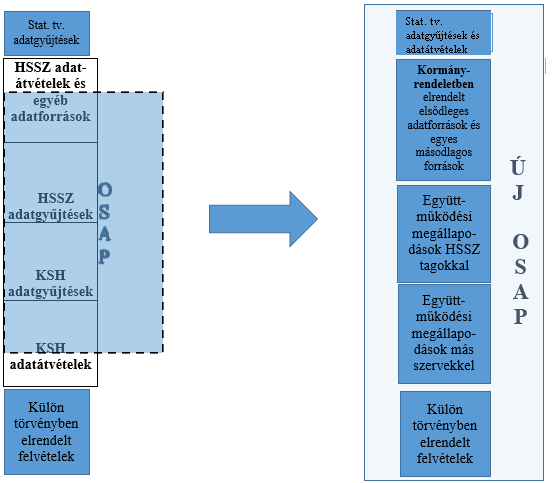 Stat. tv.
adatgyűjtések
HSSZ adat-
átvételek és
egyéb
adatforrások
HSSZ
adatgyűjtések
KSH
adatgyűjtések
KSH
adatátvételek
O
S
A
P
Külön
törvényben
elrendelt
felvételek
Stat. tv.
adatgyűjtések és
adatátvételek
Kormány-
rendeletben
elrendelt
elsődleges
adatforrások és
egyes
másodlagos
források
Együtt-
működési
megállapo-
dások HSSZ
tagokkal
Együtt-
működési
megállapo-
dások más
szervekkel
Külön
törvényben
elrendelt
felvételek
Ú
J
O
S
A
P